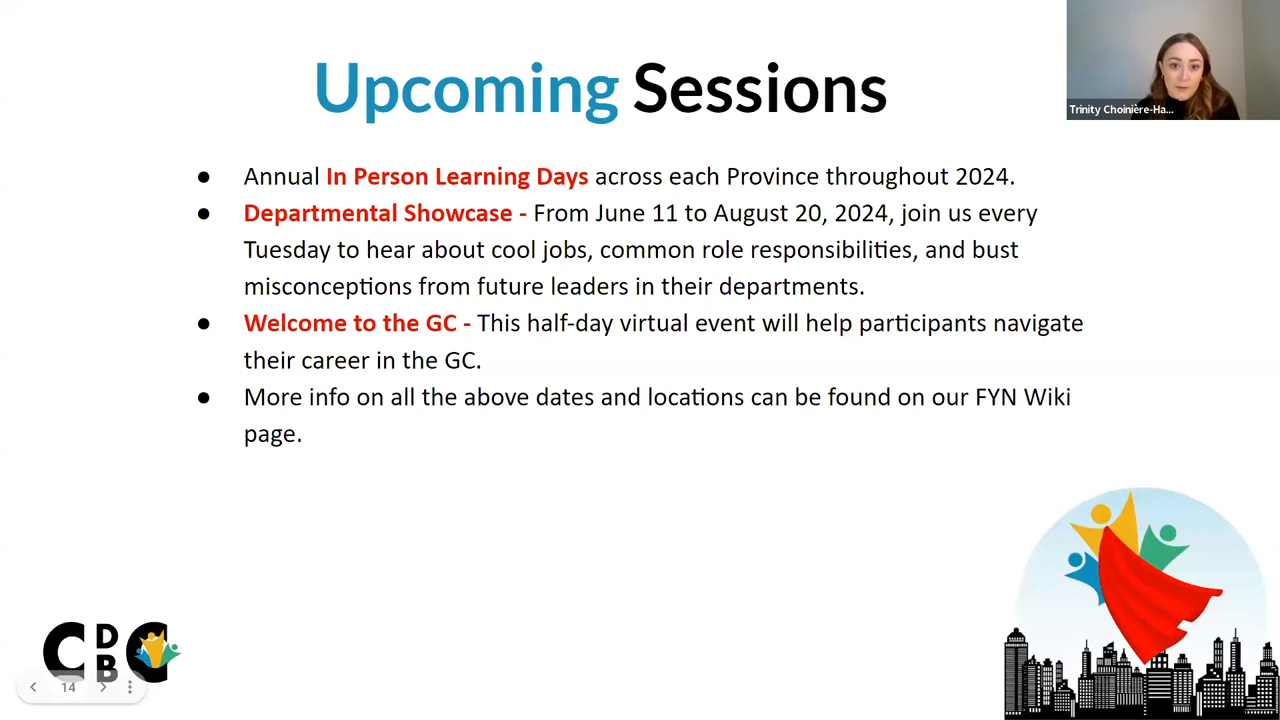 Upcoming Sessions
Trinity Choinière-Ha...
● Annual In Person Learning Days across each Province throughout 2024.
● Departmental Showcase - From June 11 to August 20, 2024, join us every
Tuesday to hear about cool jobs, common role responsibilities, and bust
misconceptions from future leaders in their departments.
● Welcome to the GC - This half-day virtual event will help participants navigate
their career in the GC.
● More info on all the above dates and locations can be found on our FYN Wiki
page.
C D B C
14